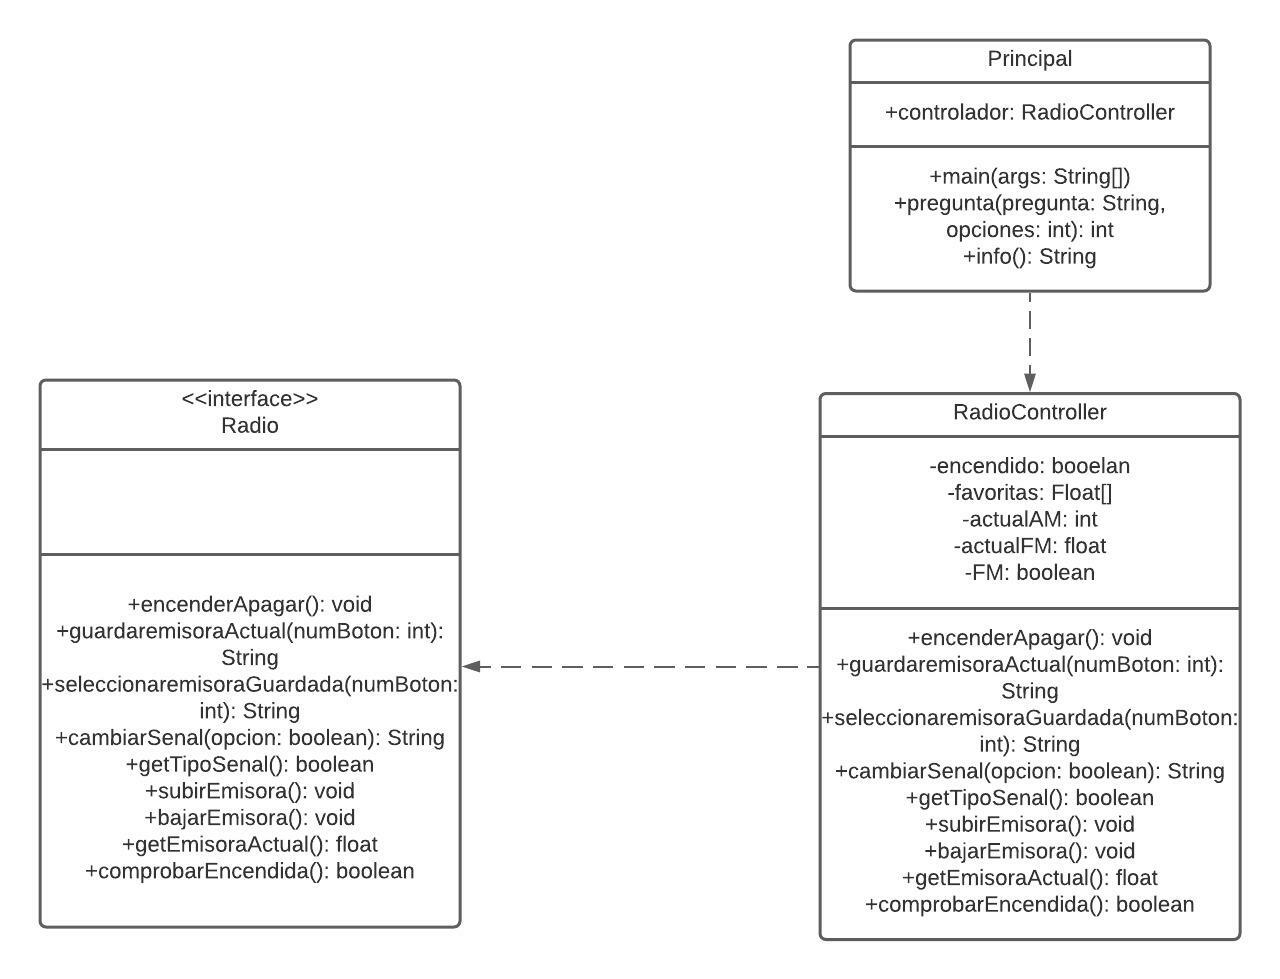 Principal
+controlador: RadioController
+main(args: String[])
+pregunta(pregunta: String,
opciones: int): int
+info(): String
<<interface>>
Radio
+encenderApagar(): void
+guardaremisoraActual(numBoton: int):
String
+seleccionaremisoraGuardada(numBoton:
int): String
+cambiarSenal(opcion: boolean): String
+getTipoSenal(): boolean
+subirEmisora(): void
+bajarEmisora(): void
+getEmisoraActual(): float
+comprobarEncendida(): boolean
RadioController
-encendido: booelan
-favoritas: Float[]
-actualAM: int
-actualFM: float
-FM: boolean
+encenderApagar(): void
+guardaremisoraActual(numBoton: int):
String
+seleccionaremisoraGuardada(numBoton:
int): String
+cambiarSenal(opcion: boolean): String
+getTipoSenal(): boolean
+subirEmisora(): void
+bajarEmisora(): void
+getEmisoraActual(): float
+comprobarEncendida(): boolean